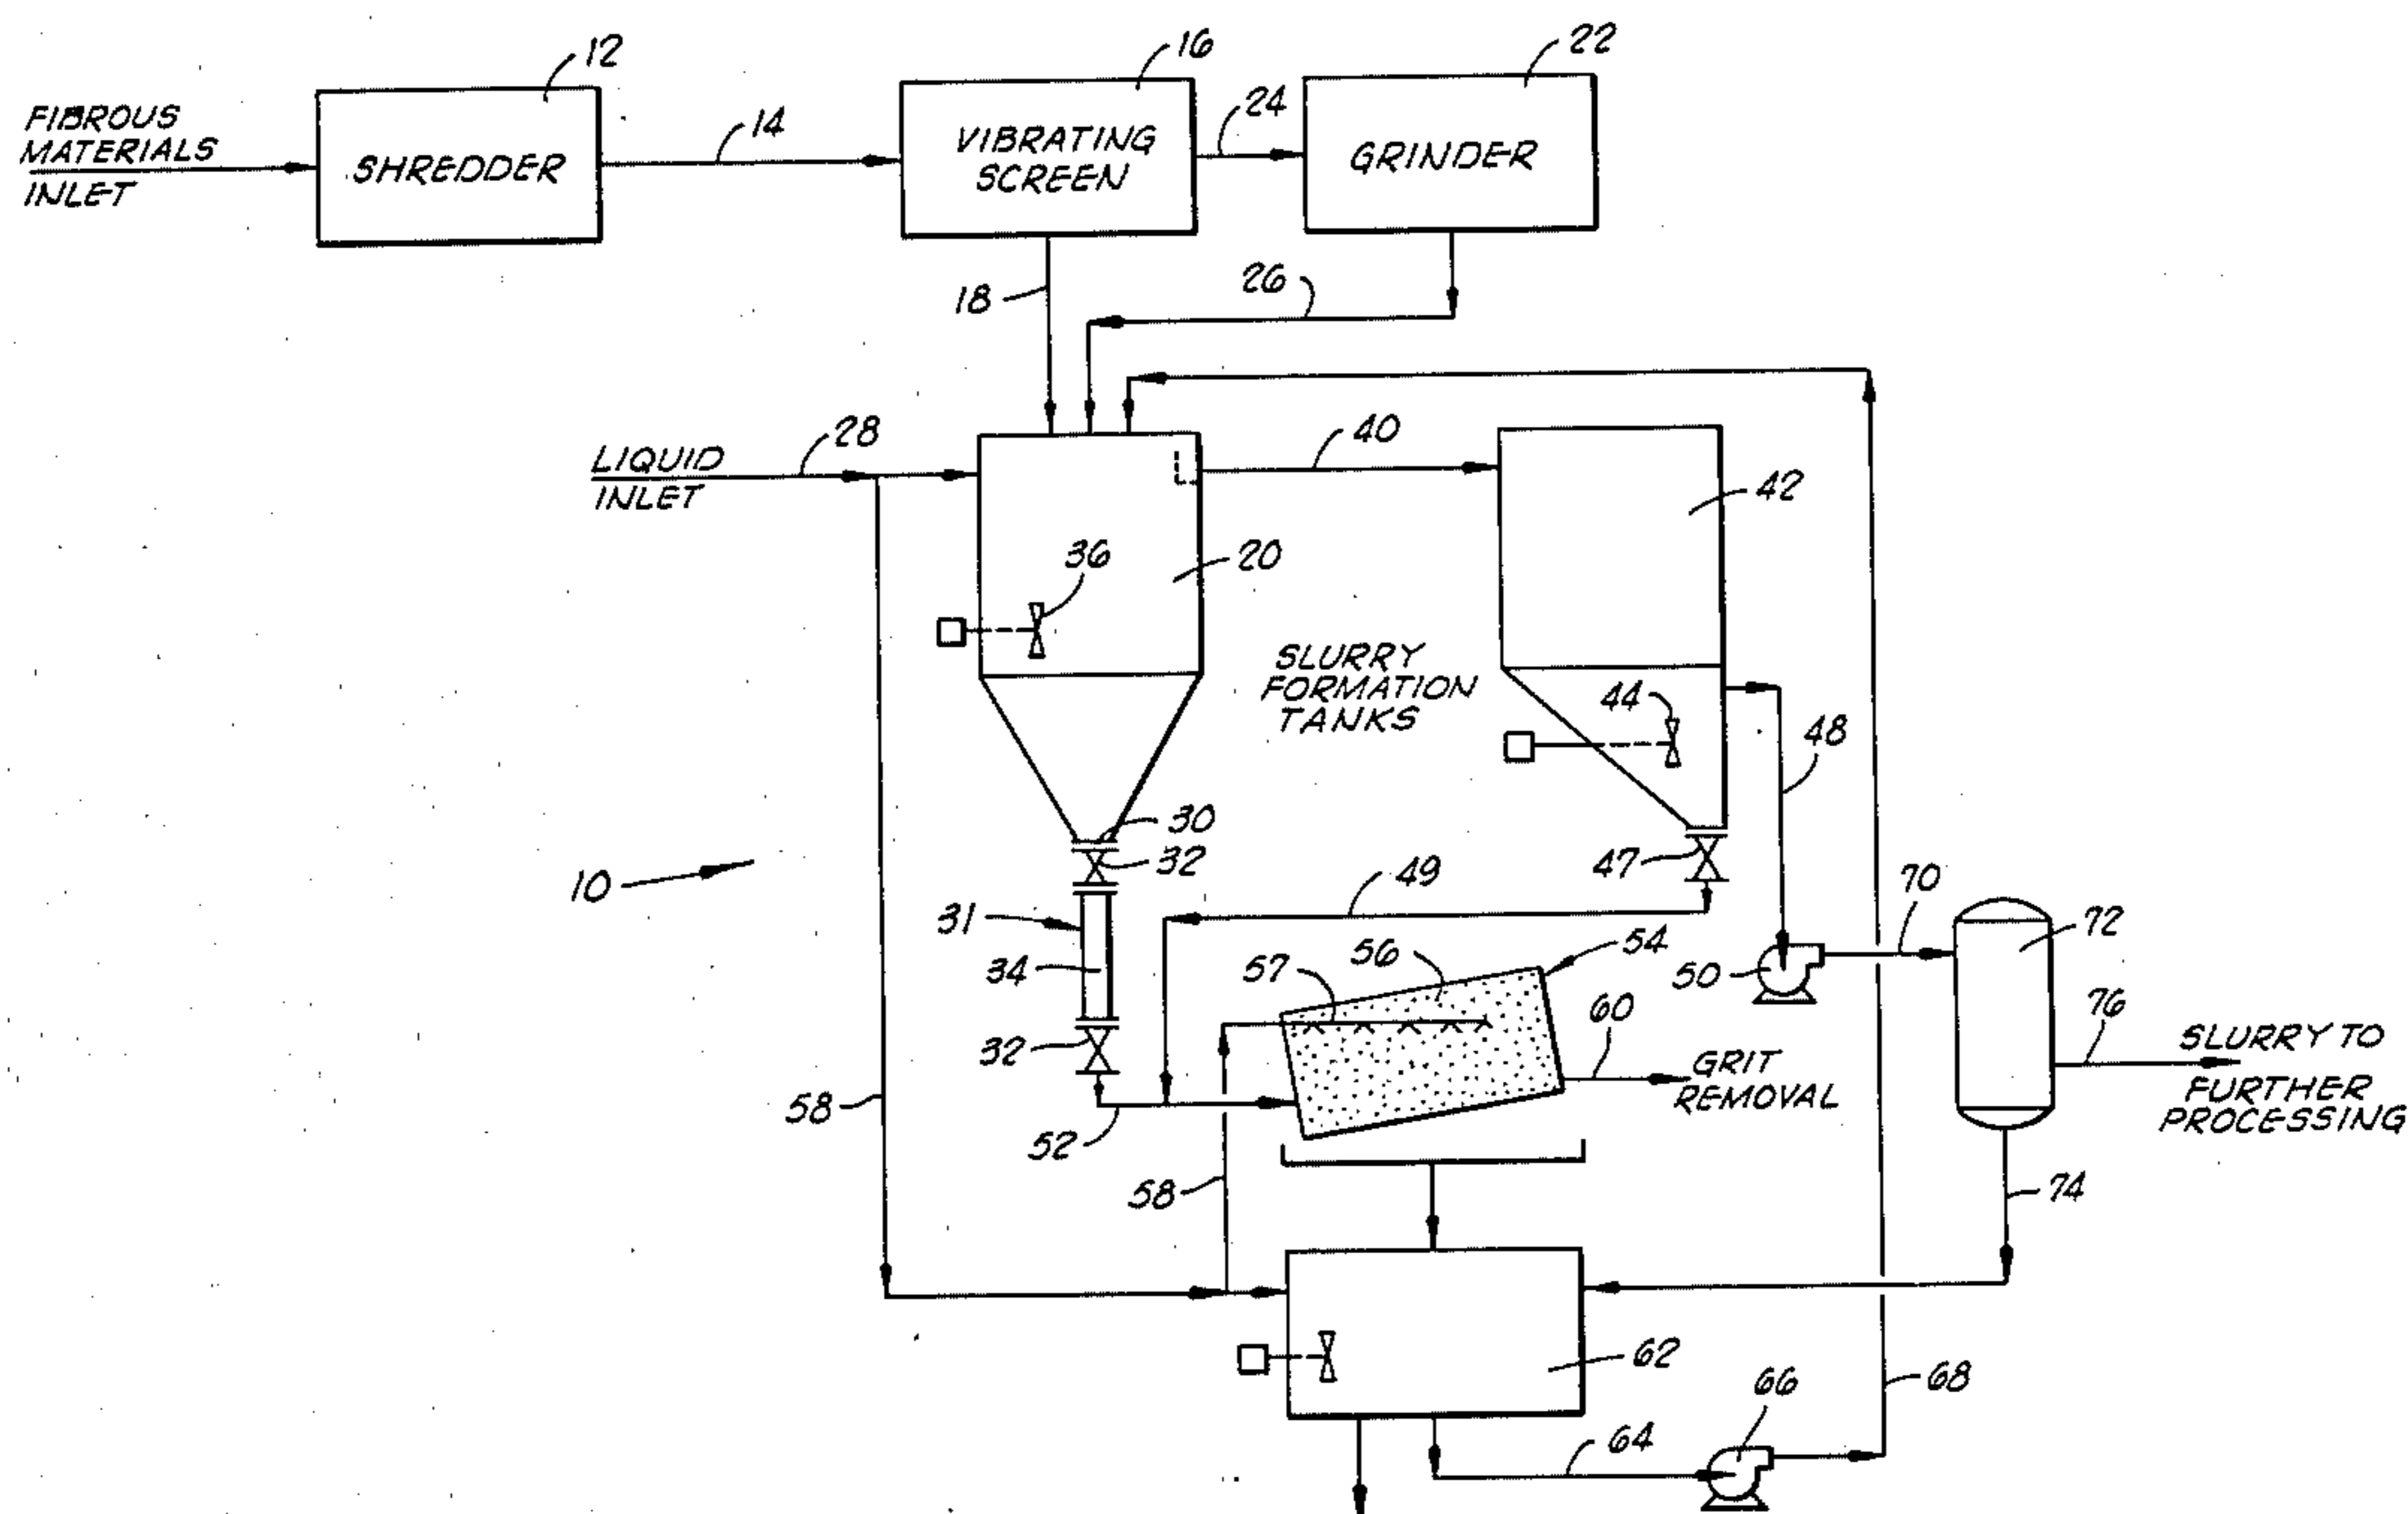 12
16
22
FIBROUS
MATERIALS
INLET
SHREDDER
14
VIBRATING
SCREEN
24
GRINDER
18
26
LIQUID
INLET
28
40
42
36
20
SLURRY
FORMATION
TANKS
44
48
30
32
47
10
49
70
31
34
57
56
54
50
72
60
76
SLURRY TO
FURTHER
PROCESSING
32
GRIT
REMOVAL
58
52
58
74
62
66
68
64